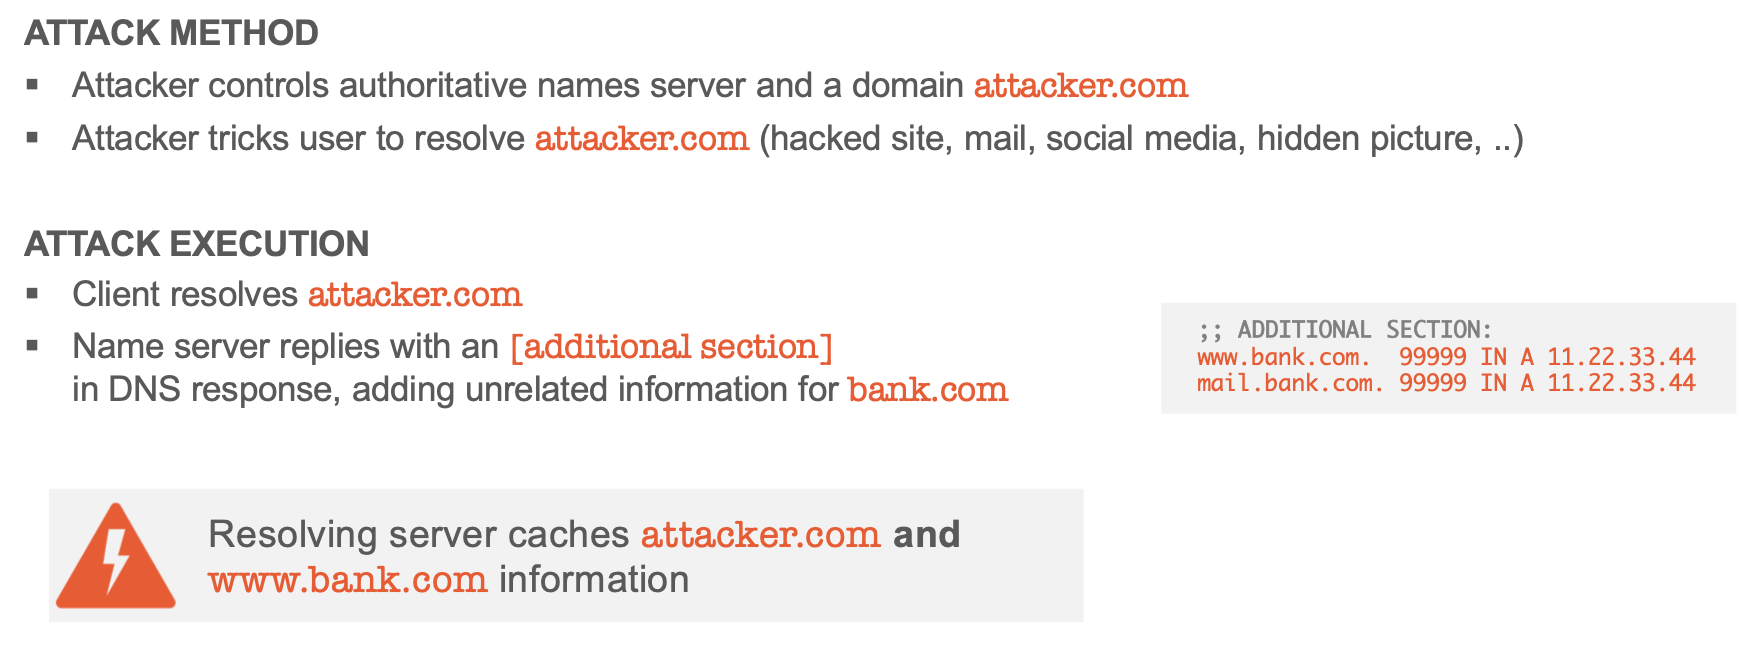 ATTACK METHOD
▪ Attacker controls authoritative names server and a domain attacker.com
▪ Attacker tricks user to resolve attacker.com (hacked site, mail, social media, hidden picture, ..)
ATTACK EXECUTION
▪ Client resolves attacker.com
▪ Name server replies with an [additional section]
in DNS response, adding unrelated information for bank.com
;; ADDITIONAL SECTION:
www.bank.com. 99999 IN A 11.22.33.44
mail.bank.com. 99999 IN A 11.22.33.44
Resolving server caches attacker.com and
www.bank.com information